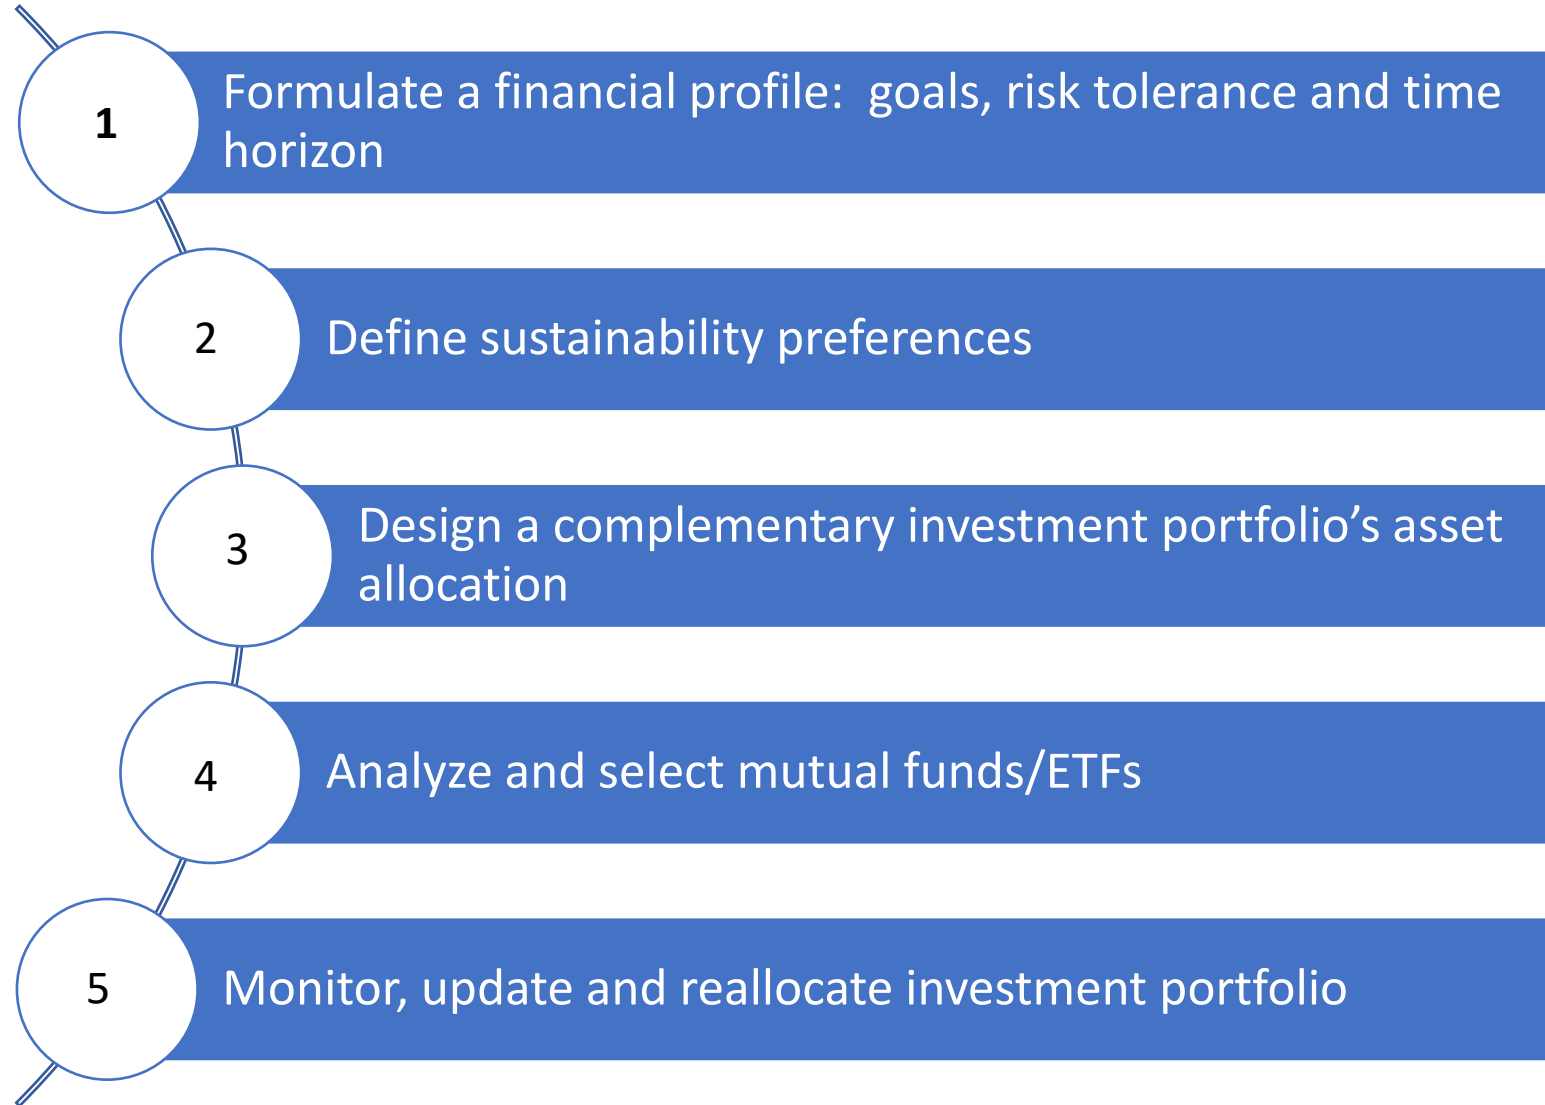 1
Formulate a financial profile:  goals, risk tolerance and time
horizon
2
Define sustainability preferences
3
Design a complementary investment portfolio’s asset
allocation
4
Analyze and select mutual funds/ETFs
5
Monitor, update and reallocate investment portfolio